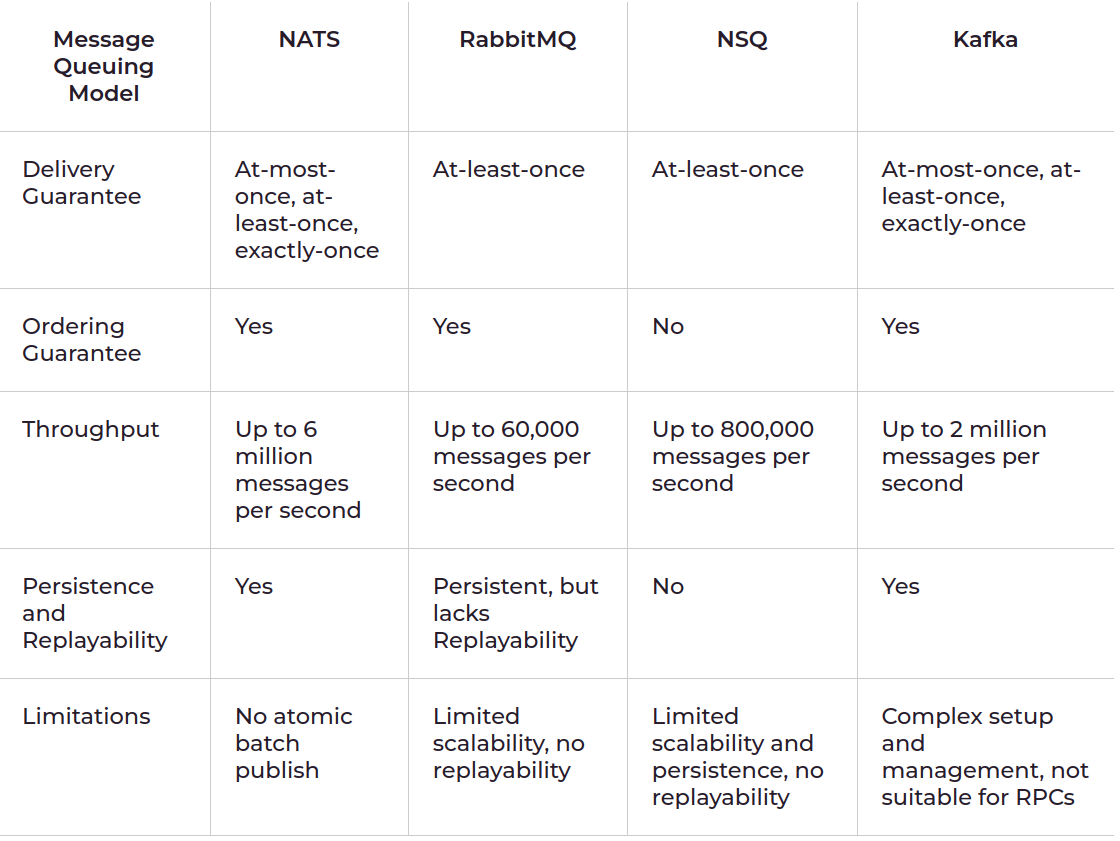 Message
Queuing
Model
NATS
RabbitMQ
NSQ
Kafka
Delivery
Guarantee
At-most-
once, at-
least-once,
exactly-once
At-least-once
At-least-once
At-most-once, at-
least-once,
exactly-once
Ordering
Guarantee
Yes
Yes
No
Yes
Throughput
Up to 6
million
messages
per second
Up to 60,000
messages per
second
Up to 800,000
messages per
second
Up to 2 million
messages per
second
Persistence
and
Replayability
Yes
Persistent, but
lacks
Replayability
No
Yes
Limitations
No atomic
batch
publish
Limited
scalability, no
replayability
Limited
scalability and
persistence, no
replayability
Complex setup
and
management, not
suitable for RPCs